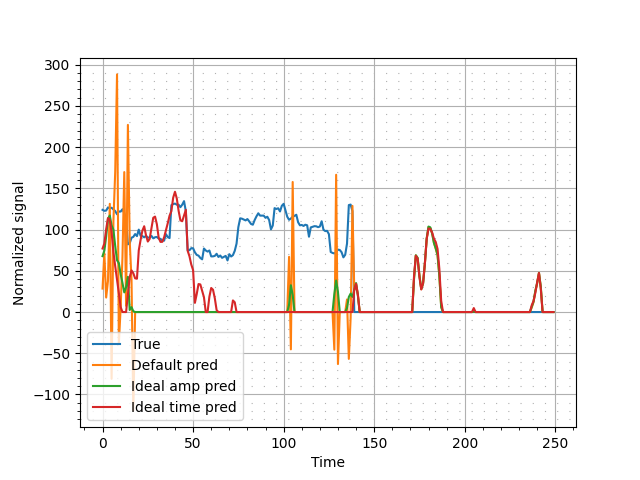 300
250
200
150
100
50
0
−50
−100
Normalized signal
True
Default pred
Ideal amp pred
Ideal time pred
0 50 100 150 200 250
Time